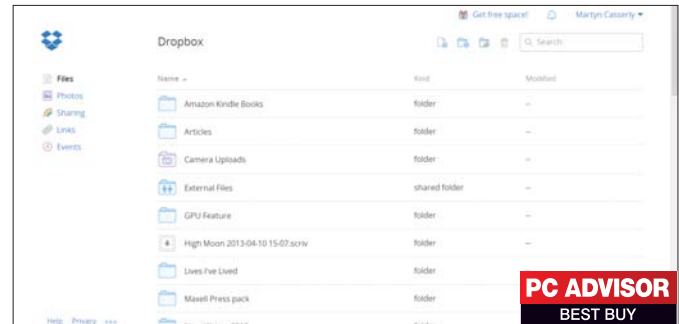 Get free space! Martyn Casserly
Dropbox Search
Files Name Kind Modified
Photos Amazon Kindle Books folder --
Sharing
Links Articles folder --
Events
Camera Uploads folder --
External Files shared folder --
GPU Feature folder --
High Moon 2013-04-10 15-07.scriv folder --
Lives I've Lived folder
Maxell Press pack folder
PC ADVISOR
BEST BUY
Help Privacy •••